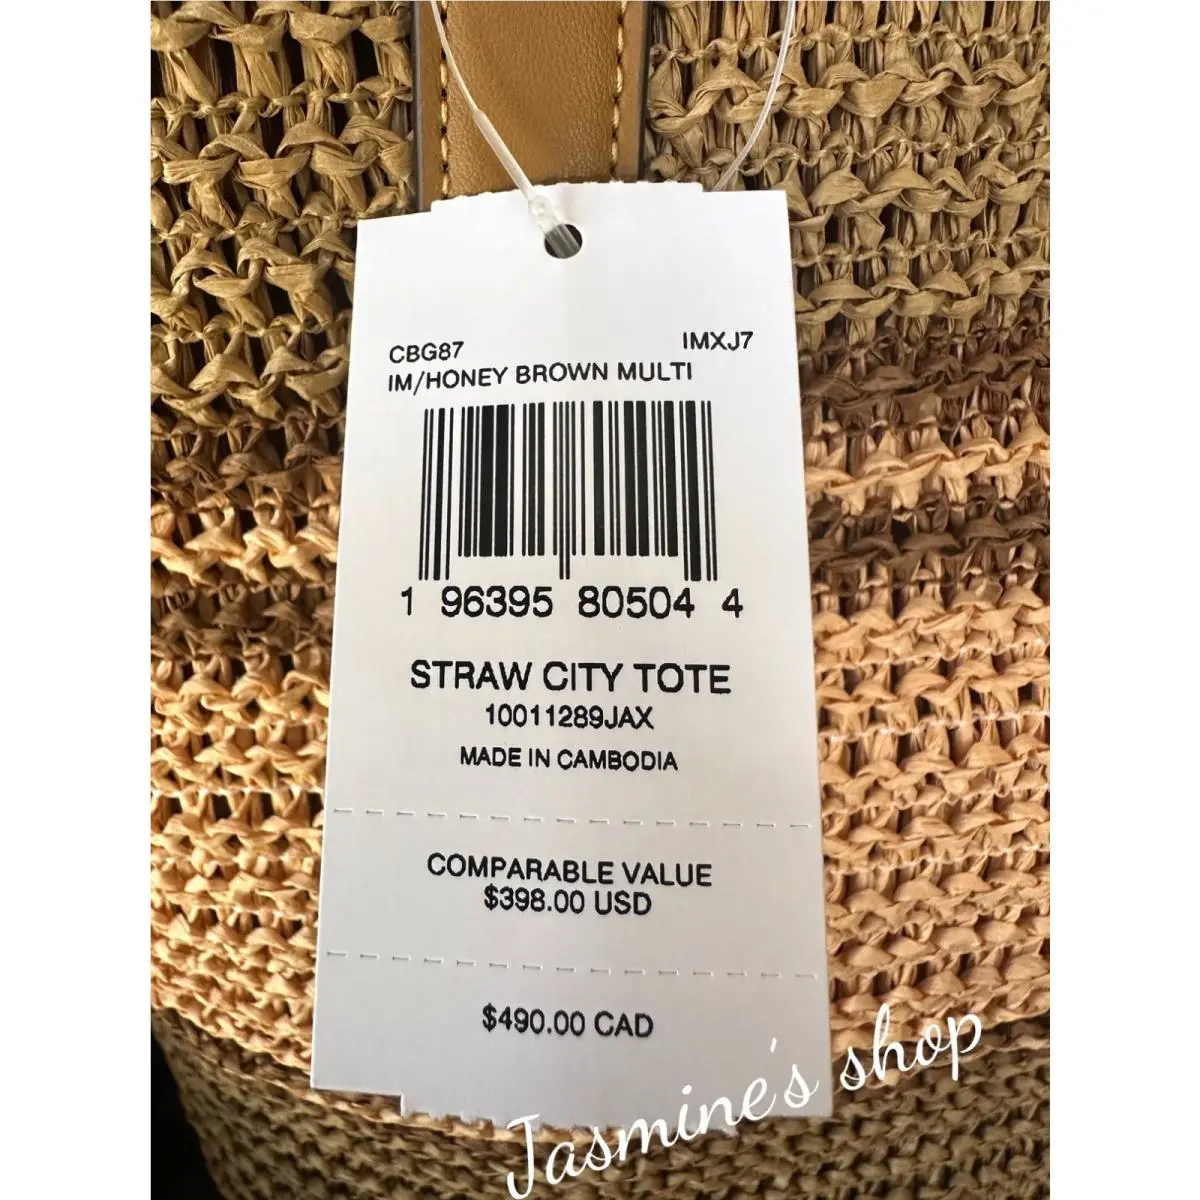 CBG87 IMXJ7
IM/HONEY BROWN MULTI
1 96395 80504 4
STRAW CITY TOTE
10011289JAX
MADE IN CAMBODIA
COMPARABLE VALUE
$398.00 USD
$490.00 CAD
Jasmine's shop